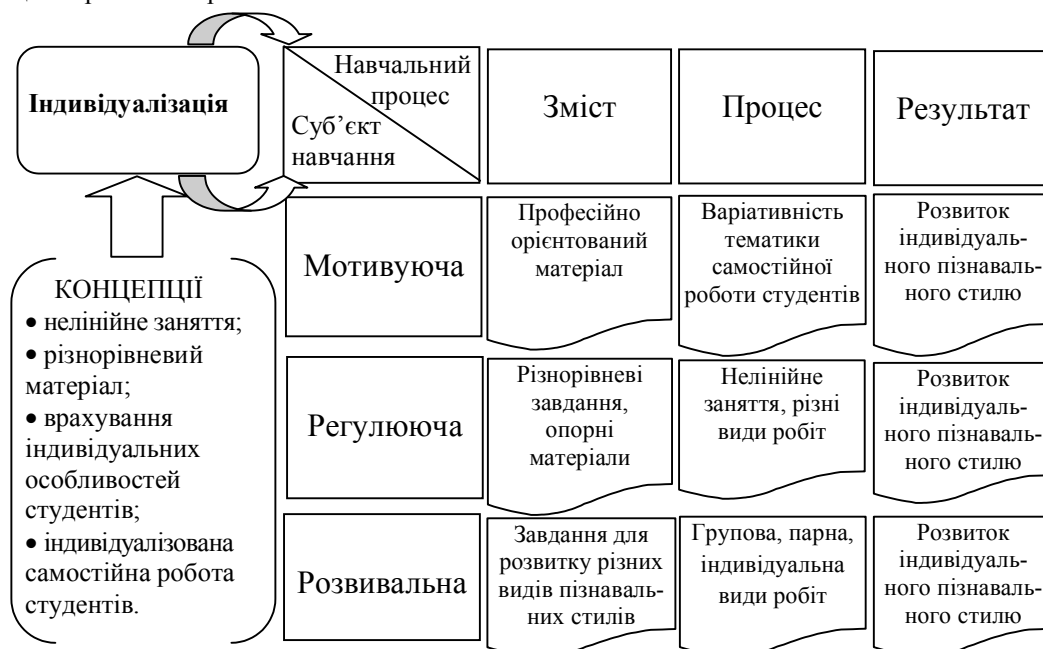 Індивідуалізація
Навчальний
процес
Суб’єкт
навчання
Зміст
Процес
Результат
КОНЦЕПЦІЇ
• нелінійне заняття;
• різнорівневий
матеріал;
• врахування
індивідуальних
особливостей
студентів;
• індивідуалізована
самостійна робота
студентів.
Мотивуюча
Професійно
орієнтований
матеріал
Варіативність
тематики
самостійної
роботи студентів
Розвиток
індивідуаль-
ного пізнаваль-
ного стилю
Регулююча
Різнорівневі
завдання,
опорні
матеріали
Нелінійне
заняття, різні
види робіт
Розвиток
індивідуаль-
ного пізнаваль-
ного стилю
Розвивальна
Завдання для
розвитку різних
видів пізнаваль-
них стилів
Групова, парна,
індивідуальна
види робіт
Розвиток
індивідуаль-
ного пізнаваль-
ного стилю